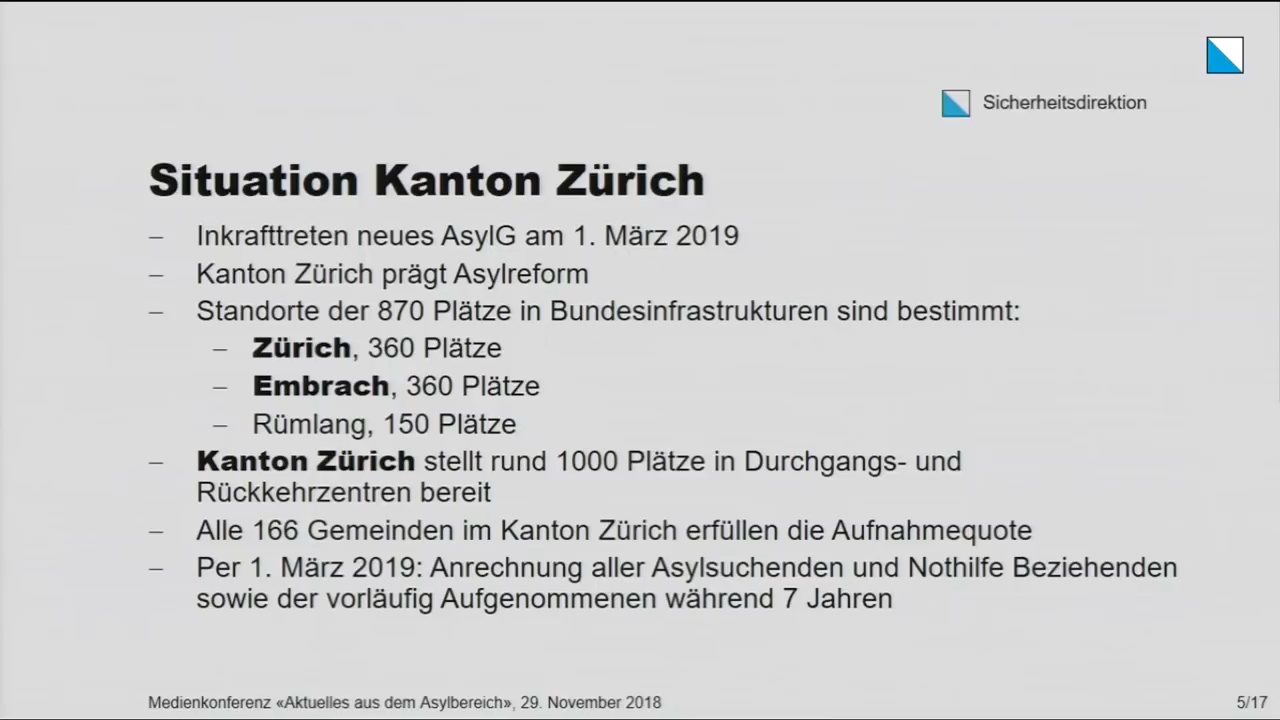 Sicherheitsdirektion
Situation Kanton Zürich
– Inkrafttreten neues AsylG am 1. März 2019
– Kanton Zürich prägt Asylreform
– Standorte der 870 Plätze in Bundesinfrastrukturen sind bestimmt:
– Zürich, 360 Plätze
– Embrach, 360 Plätze
– Rümlang, 150 Plätze
– Kanton Zürich stellt rund 1000 Plätze in Durchgangs- und
Rückkehrzentren bereit
– Alle 166 Gemeinden im Kanton Zürich erfüllen die Aufnahmequote
– Per 1. März 2019: Anrechnung aller Asylsuchenden und Nothilfe Beziehenden
sowie der vorläufig Aufgenommenen während 7 Jahren
Medienkonferenz «Aktuelles aus dem Asylbereich», 29. November 2018
5/17